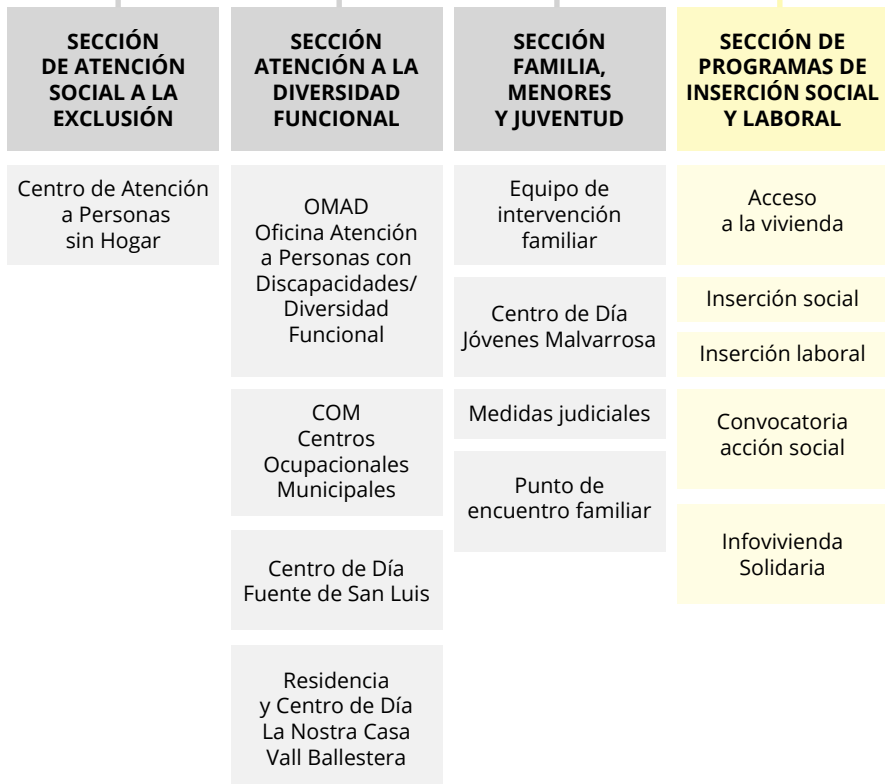 SECCIÓN
DE ATENCIÓN
SOCIAL A LA
EXCLUSIÓN
Centro de Atención
a Personas
sin Hogar
SECCIÓN
ATENCIÓN A LA
DIVERSIDAD
FUNCIONAL
OMAD
Oficina Atención
a Personas con
Discapacidades/
Diversidad
Funcional
COM
Centros
Ocupacionales
Municipales
Centro de Día
Fuente de San Luis
Residencia
y Centro de Día
La Nostra Casa
Vall Ballestera
SECCIÓN
FAMILIA,
MENORES
Y JUVENTUD
Equipo de
intervención
familiar
Centro de Día
Jóvenes Malvarrosa
Medidas judiciales
Punto de
encuentro familiar
SECCIÓN DE
PROGRAMAS DE
INSERCIÓN SOCIAL
Y LABORAL
Acceso
a la vivienda
Inserción social
Inserción laboral
Convocatoria
acción social
Infovivienda
Solidaria